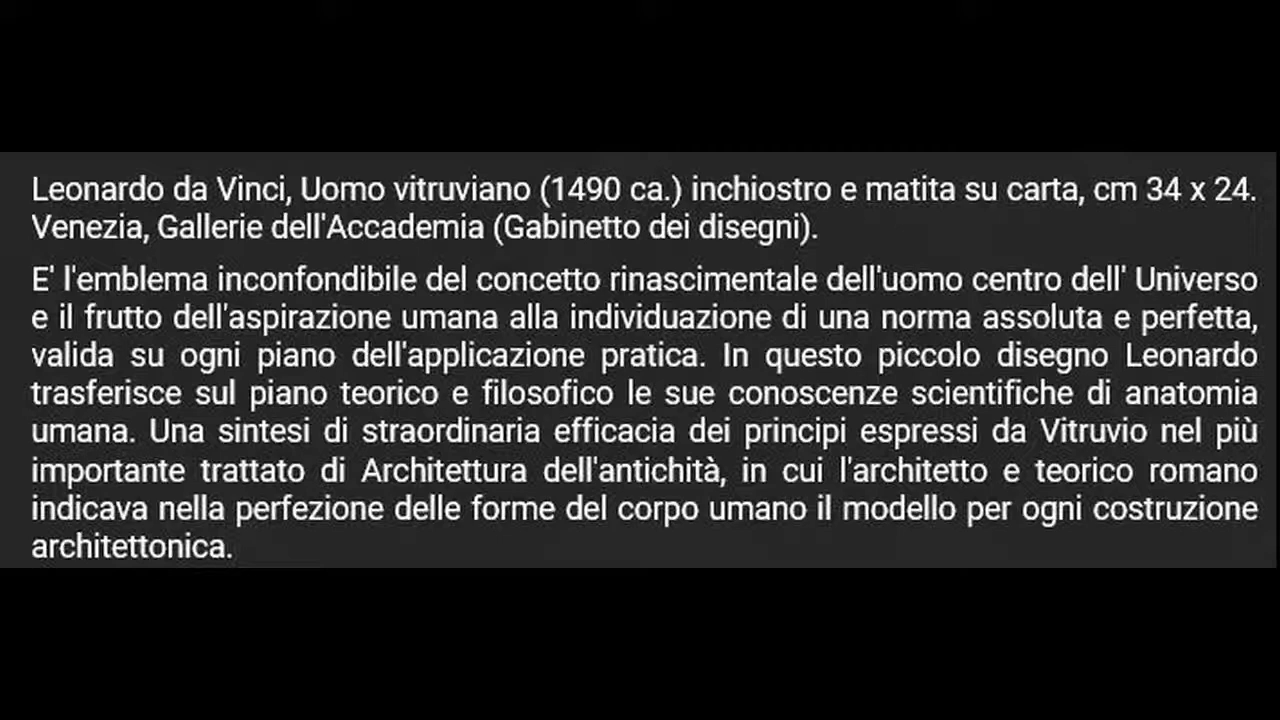 Leonardo da Vinci, Uomo vitruviano (1490 ca.) inchiostro e matita su carta, cm 34 x 24.
Venezia, Gallerie dell'Accademia (Gabinetto dei disegni).
E' l'emblema inconfondibile del concetto rinascimentale dell'uomo centro dell' Universo
e il frutto dell'aspirazione umana alla individuazione di una norma assoluta e perfetta,
valida su ogni piano dell'applicazione pratica. In questo piccolo disegno Leonardo
trasferisce sul piano teorico e filosofico le sue conoscenze scientifiche di anatomia
umana. Una sintesi di straordinaria efficacia dei principi espressi da Vitruvio nel più
importante trattato di Architettura dell'antichità, in cui l'architetto e teorico romano
indicava nella perfezione delle forme del corpo umano il modello per ogni costruzione
architettonica.